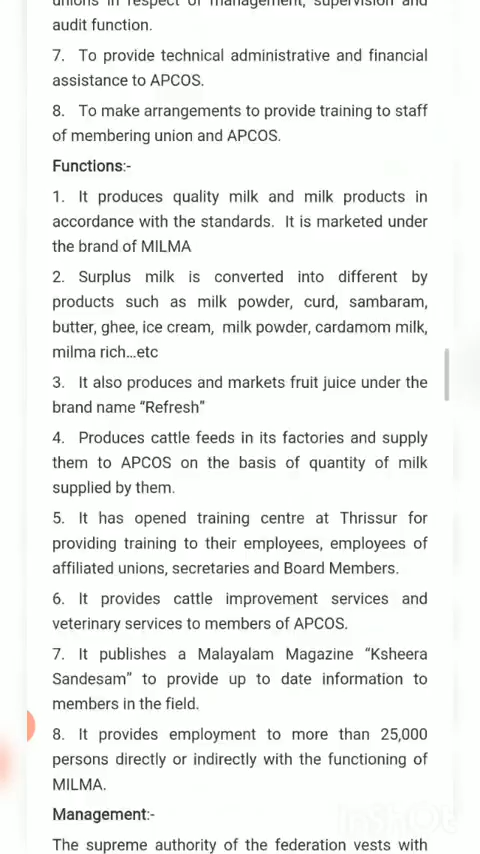 unions in respect of management, supervision and
audit function.
7. To provide technical administrative and financial
assistance to APCOS.
8. To make arrangements to provide training to staff
of membering union and APCOS.
Functions:-
1. It produces quality milk and milk products in
accordance with the standards. It is marketed under
the brand of MILMA
2. Surplus milk is converted into different by
products such as milk powder, curd, sambaram,
butter, ghee, ice cream, milk powder, cardamom milk,
milma rich...etc
3. It also produces and markets fruit juice under the
brand name “Refresh”
4. Produces cattle feeds in its factories and supply
them to APCOS on the basis of quantity of milk
supplied by them.
5. It has opened training centre at Thrissur for
providing training to their employees, employees of
affiliated unions, secretaries and Board Members.
6. It provides cattle improvement services and
veterinary services to members of APCOS.
7. It publishes a Malayalam Magazine “Ksheera
Sandesam” to provide up to date information to
members in the field.
8. It provides employment to more than 25,000
persons directly or indirectly with the functioning of
MILMA.
Management:-
The supreme authority of the federation vests with
InShOt